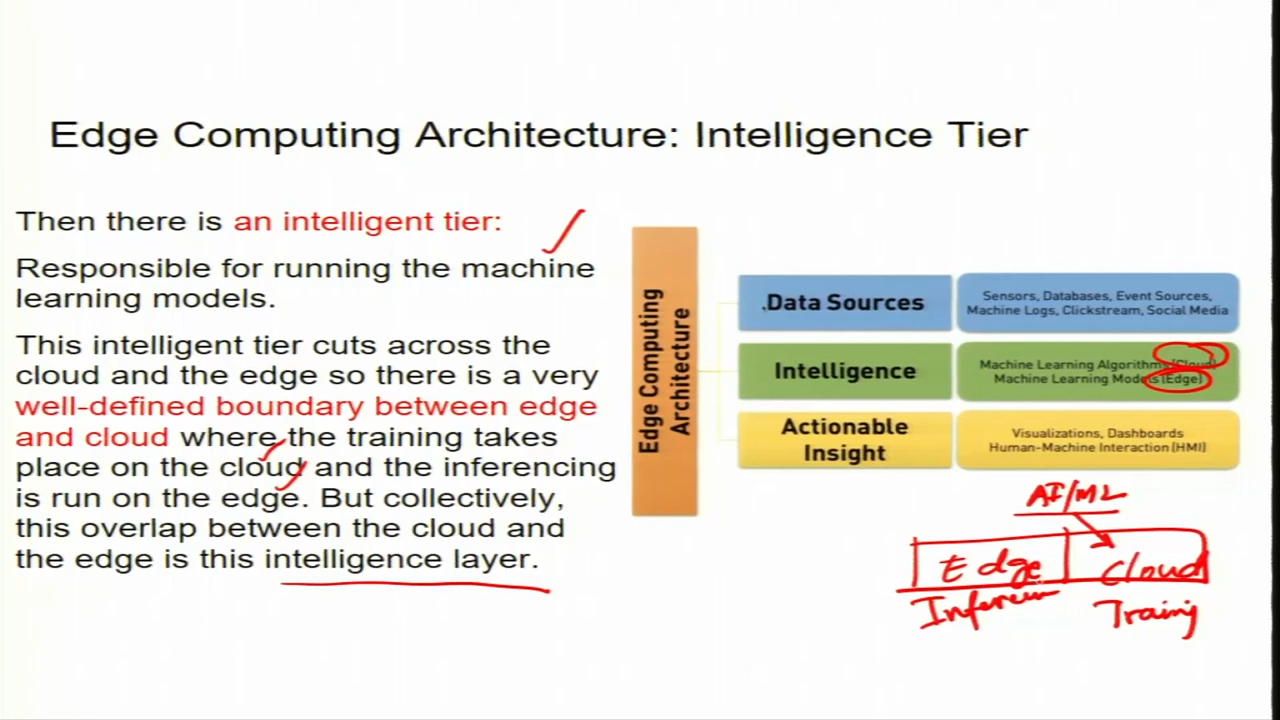 Edge Computing Architecture: Intelligence Tier
Then there is an intelligent tier:
Responsible for running the machine
learning models.
This intelligent tier cuts across the
cloud and the edge so there is a very
well-defined boundary between edge
and cloud where the training takes
place on the cloud and the inferencing
is run on the edge. But collectively,
this overlap between the cloud and
the edge is this intelligence layer.
Edge Computing
Architecture
Data Sources
Sensors, Databases, Event Sources,
Machine Logs, Clickstream, Social Media
Intelligence
Machine Learning Algorithms (Cloud)
Machine Learning Models (Edge)
Actionable
Insight
Visualizations, Dashboards
Human-Machine Interaction (HMI)
AI/ML
Edge Cloud
Training